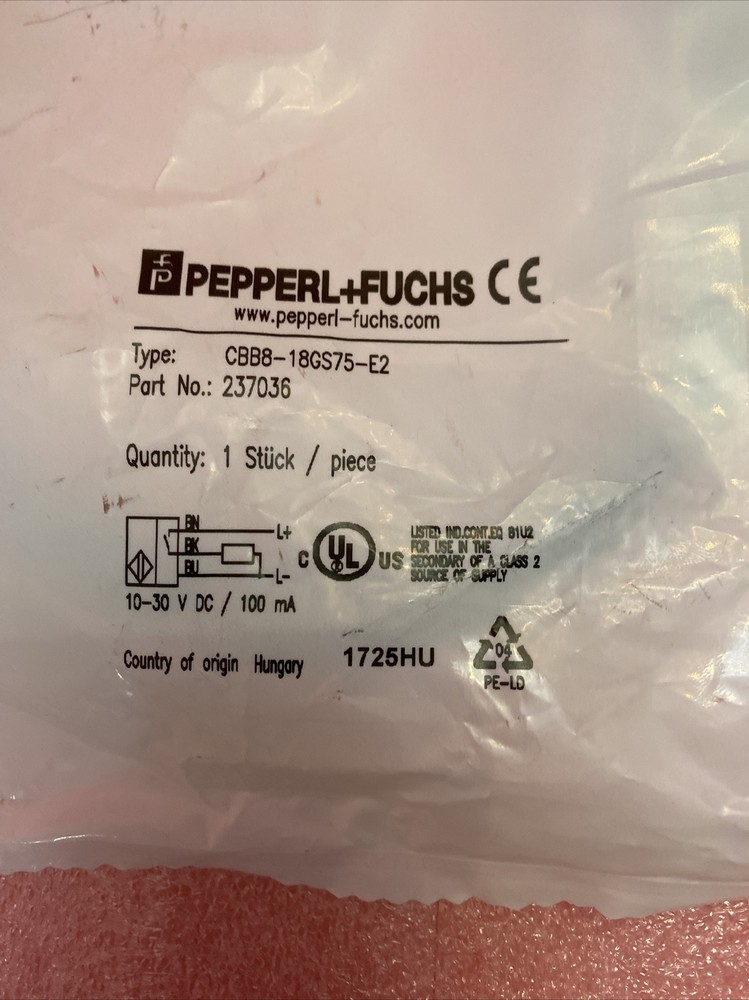 PEPPERL+FUCHS CE
www.pepperl-fuchs.com
Type: CBB8-18GS75-E2
Part No.: 237036
Quantity: 1 Stück / piece
BN
L+
BK
BU
L-
10-30 V DC / 100 mA
C UL US
LISTED IND.CONT.EQ 81U2
FOR USE IN THE
SECONDARY OF A CLASS 2
SOURCE OF SUPPLY
Country of origin Hungary
1725HU
04
PE-LD